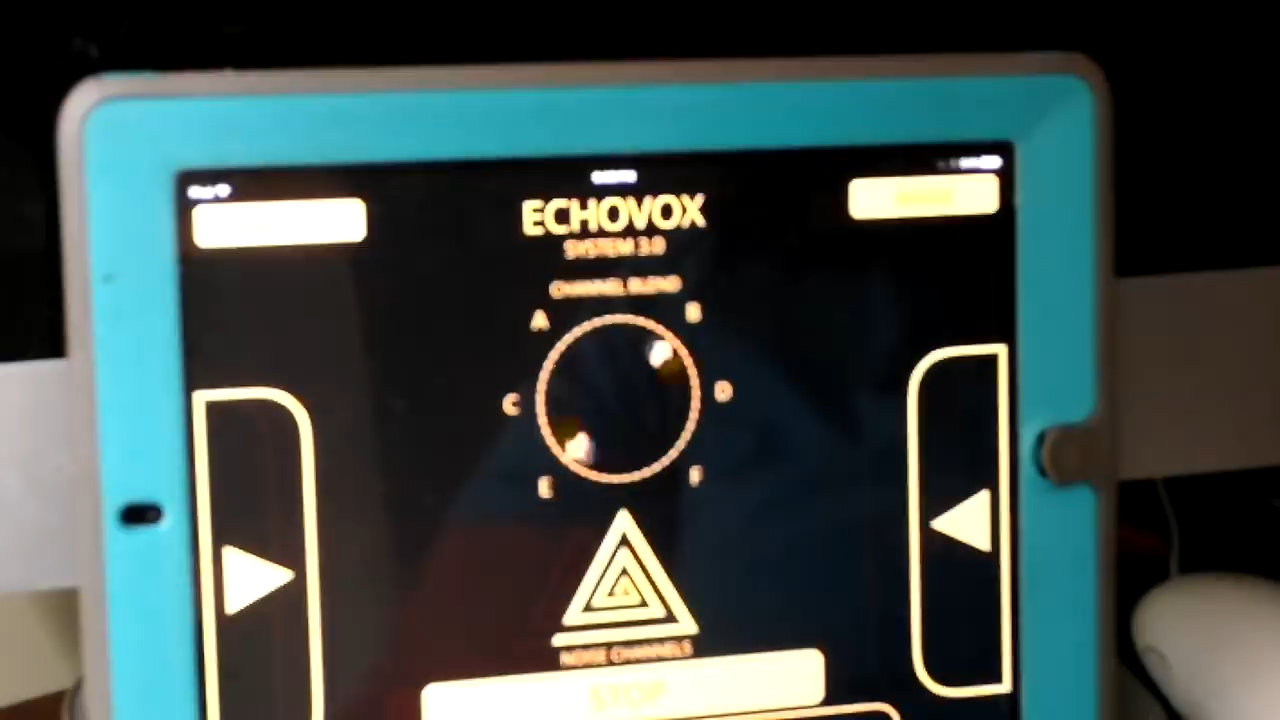 ECHOVOX
SYSTEM 3.0
CHANNEL BLEND
A
B
C
D
E
F
NOISE CHANNELS
STOP